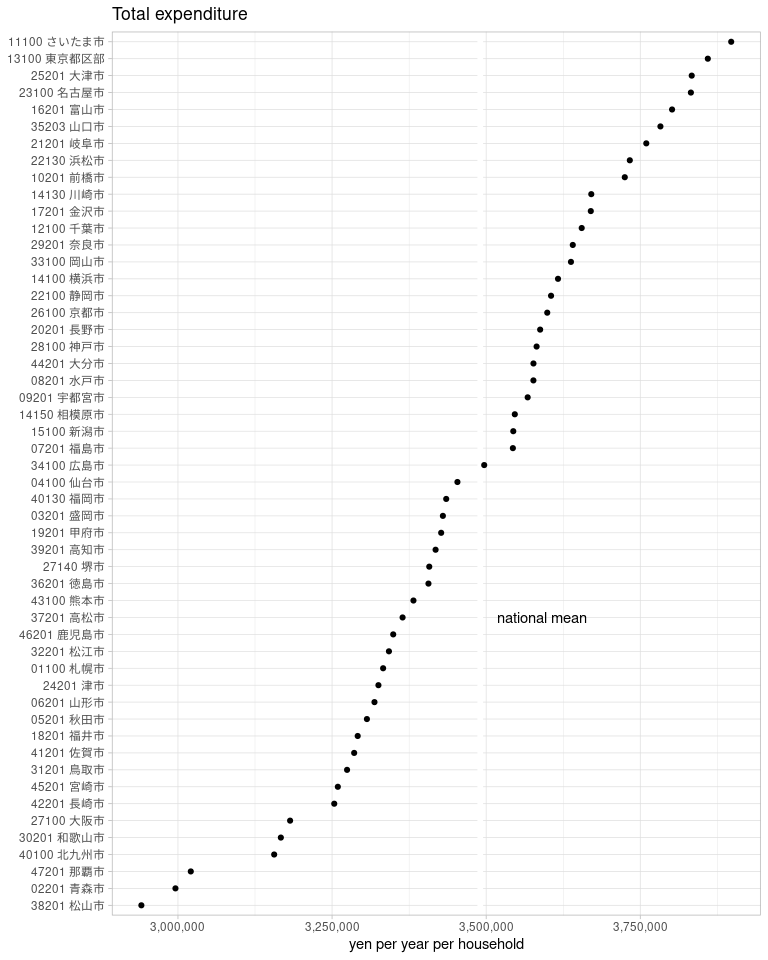 Total expenditure
11100 さいたま市
13100 東京都区部
25201 大津市
23100 名古屋市
16201 富山市
35203 山口市
21201 岐阜市
22130 浜松市
10201 前橋市
14130 川崎市
17201 金沢市
12100 千葉市
29201 奈良市
33100 岡山市
14100 横浜市
22100 静岡市
26100 京都市
20201 長野市
28100 神戸市
44201 大分市
08201 水戸市
09201 宇都宮市
14150 相模原市
15100 新潟市
07201 福島市
34100 広島市
04100 仙台市
40130 福岡市
03201 盛岡市
19201 甲府市
39201 高知市
27140 堺市
36201 徳島市
43100 熊本市
37201 高松市
national mean
46201 鹿児島市
32201 松江市
01100 札幌市
24201 津市
06201 山形市
05201 秋田市
18201 福井市
41201 佐賀市
31201 鳥取市
45201 宮崎市
42201 長崎市
27100 大阪市
30201 和歌山市
40100 北九州市
47201 那覇市
02201 青森市
38201 松山市
3,000,000 3,250,000 3,500,000 3,750,000
yen per year per household